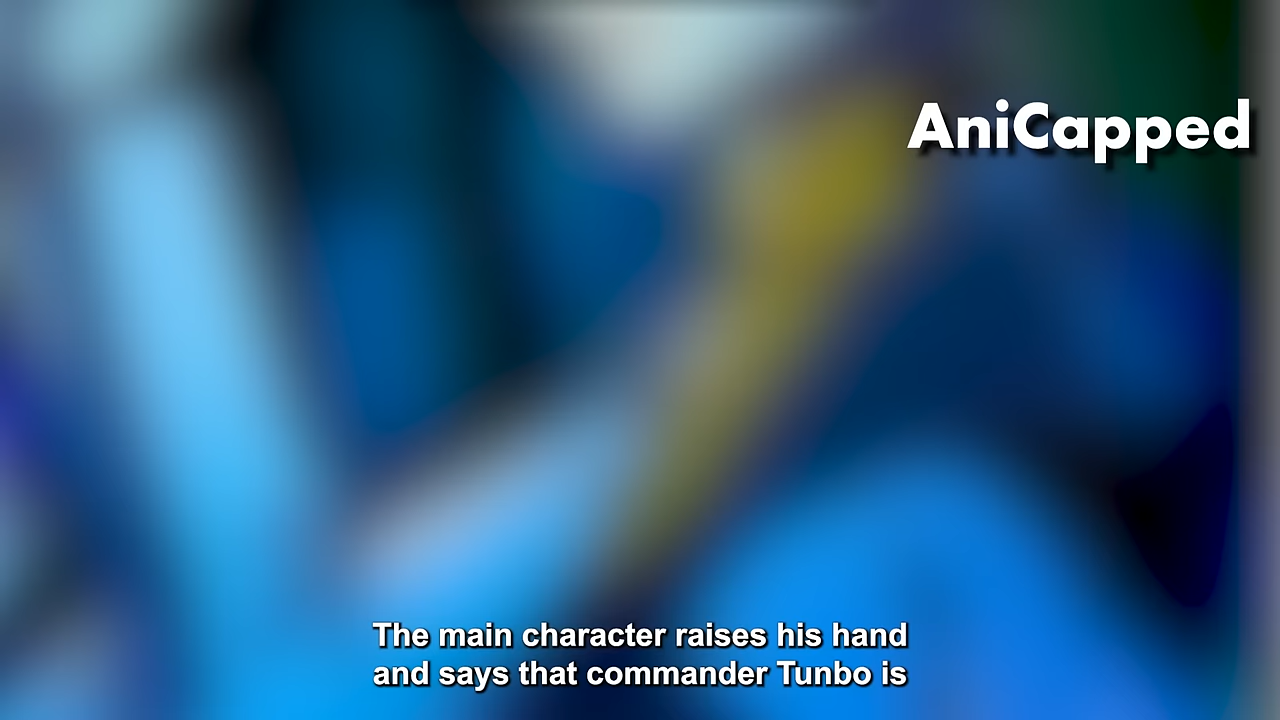 AniCapped
The main character raises his hand
and says that commander Tunbo is